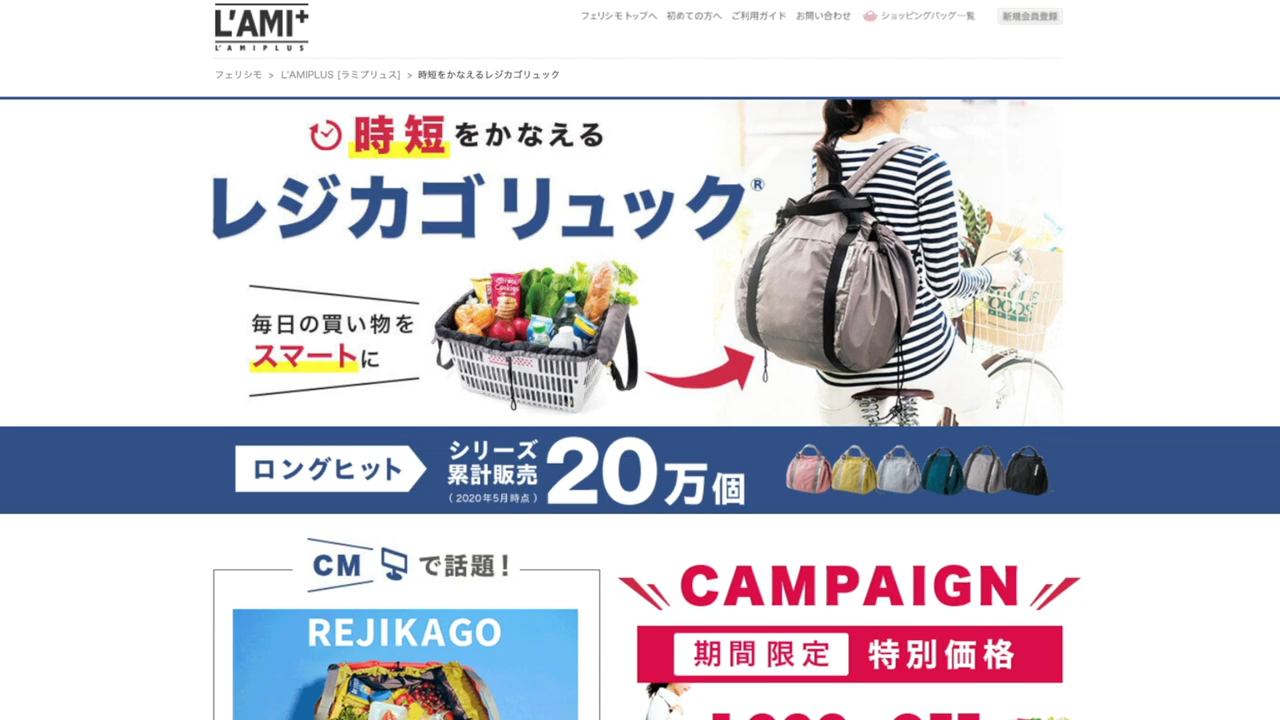 L'AMI+
L'AMIPLUS
フェリシモトップへ 初めての方へ ご利用ガイド お問い合わせ ショッピングバッグ一覧 新規会員登録
フェリシモ > L'AMIPLUS [ラミプリュス] > 時短をかなえるレジカゴリュック
時短をかなえる
レジカゴリュック®
毎日の買い物を
スマートに
ロングヒット
シリーズ
累計販売
(2020年5月時点)
20万個
CMで話題!
REJIKAGO
CAMPAIGN
期間限定 特別価格